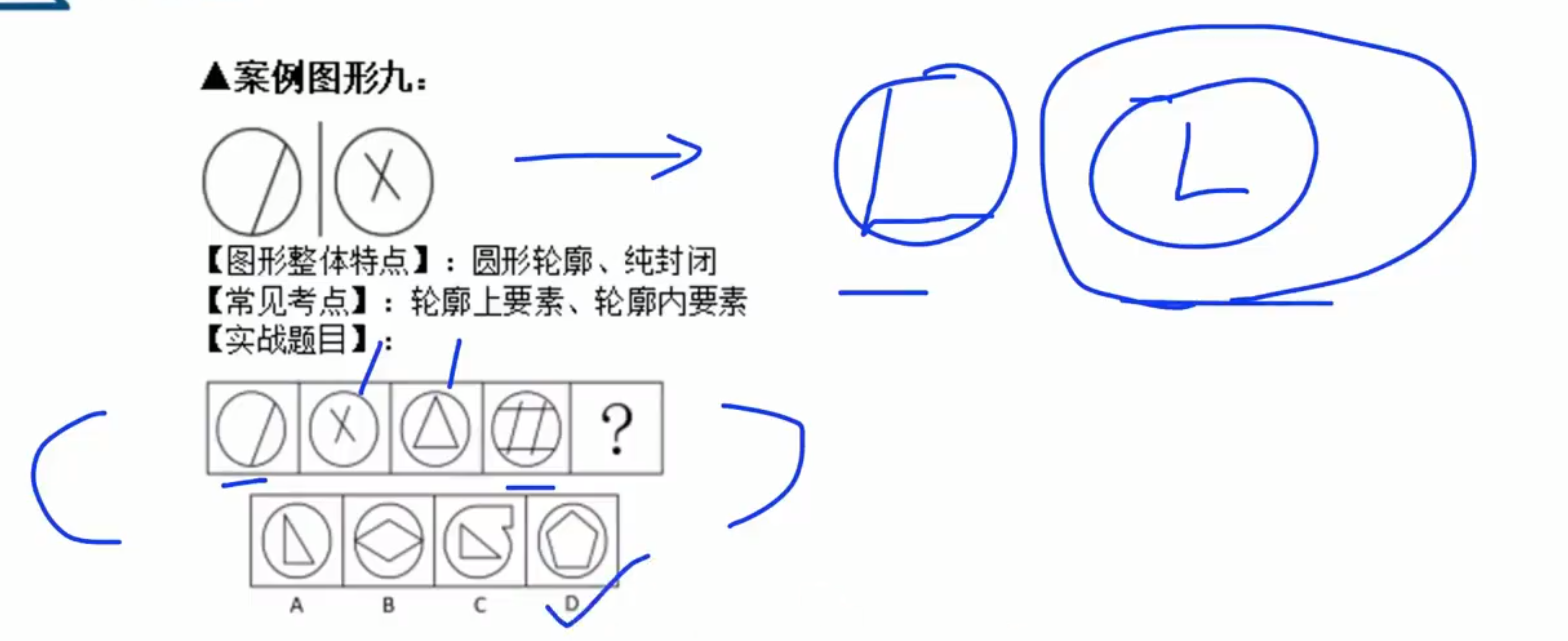 ▲案例图形九：
【图形整体特点】：圆形轮廓、纯封闭
【常见考点】：轮廓上要素、轮廓内要素
【实战题目】：
?
A B C D